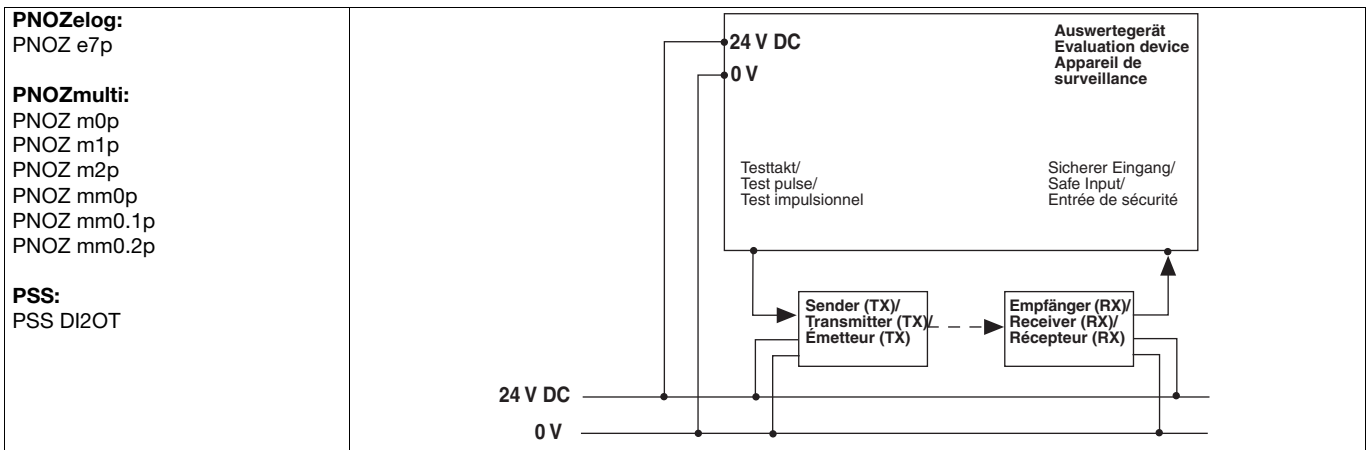 PNOZelog:
PNOZ e7p
PNOZmulti:
PNOZ m0p
PNOZ m1p
PNOZ m2p
PNOZ mm0p
PNOZ mm0.1p
PNOZ mm0.2p
PSS:
PSS DI2OT
24 V DC
0 V
Auswertegerät
Evaluation device
Appareil de
surveillance
Testtakt/
Test pulse/
Test impulsionnel
Sicherer Eingang/
Safe Input/
Entrée de sécurité
Sender (TX)/
Transmitter (TX)/
Émetteur (TX)
Empfänger (RX)/
Receiver (RX)/
Récepteur (RX)
24 V DC
0 V